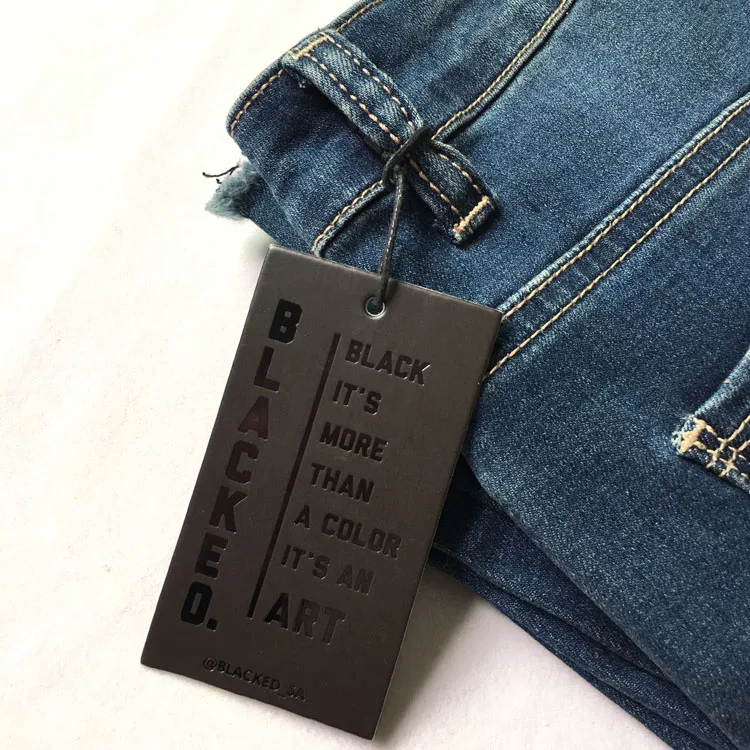 BLACKED.
BLACK
IT'S
MORE
THAN
A COLOR
IT'S AN
ART
@BLACKED_SA